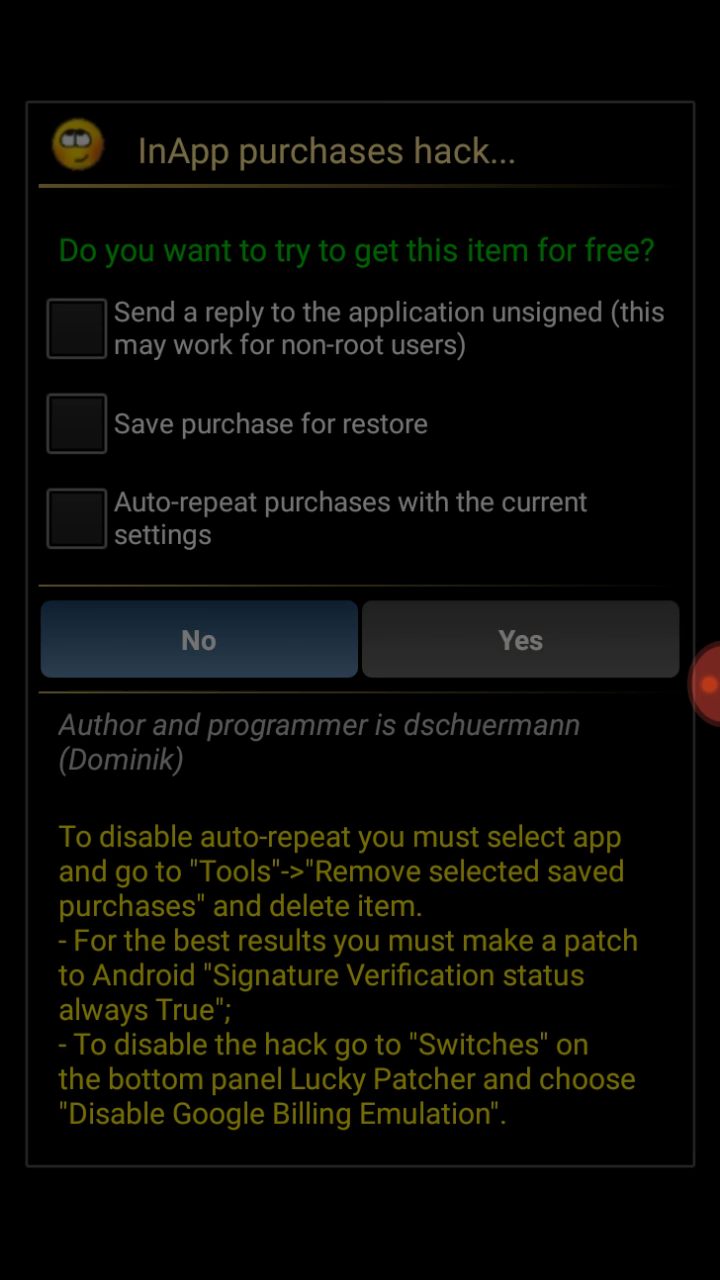 InApp purchases hack...
Do you want to try to get this item for free?
Send a reply to the application unsigned (this
may work for non-root users)
Save purchase for restore
Auto-repeat purchases with the current
settings
No
Yes
Author and programmer is dschuermann
(Dominik)
To disable auto-repeat you must select app
and go to "Tools"->"Remove selected saved
purchases" and delete item.
- For the best results you must make a patch
to Android "Signature Verification status
always True";
- To disable the hack go to "Switches" on
the bottom panel Lucky Patcher and choose
"Disable Google Billing Emulation".